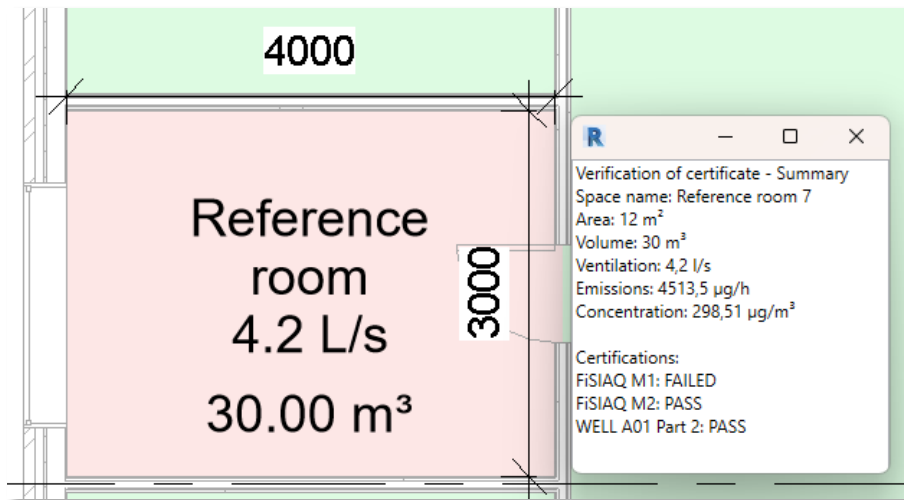 4000
Reference
room
4.2 L/s
30.00 m³
3000
R
Verification of certificate - Summary
Space name: Reference room 7
Area: 12 m²
Volume: 30 m³
Ventilation: 4,2 l/s
Emissions: 4513,5 µg/h
Concentration: 298,51 µg/m³
Certifications:
FiSIAQ M1: FAILED
FiSIAQ M2: PASS
WELL A01 Part 2: PASS